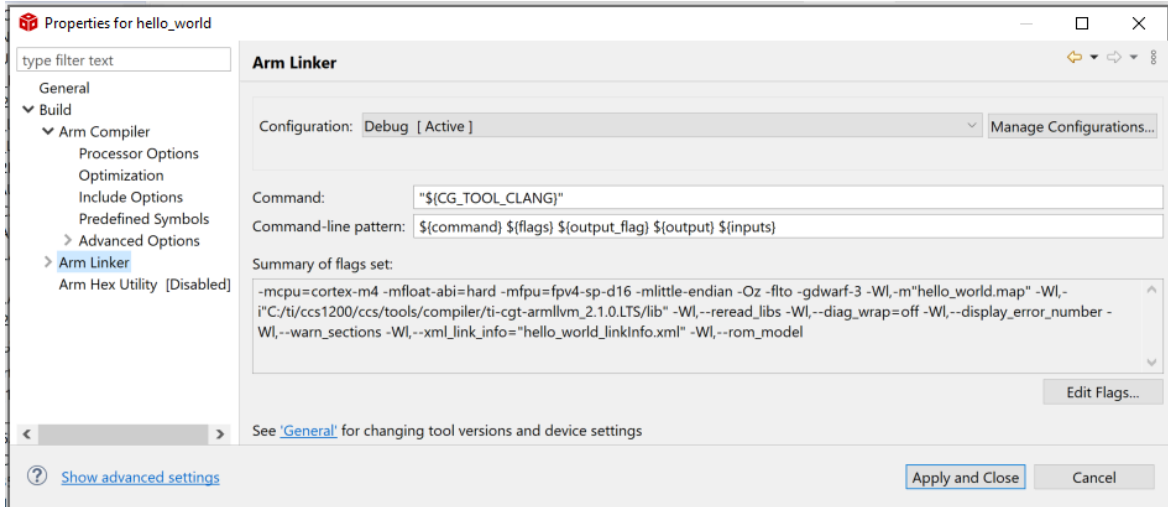 Properties for hello_world
type filter text
General
Build
Arm Compiler
Processor Options
Optimization
Include Options
Predefined Symbols
Advanced Options
Arm Linker
Arm Hex Utility [Disabled]
Arm Linker
Configuration: Debug [ Active ]
Manage Configurations...
Command: "${CG_TOOL_CLANG}"
Command-line pattern: ${command} ${flags} ${output_flag} ${output} ${inputs}
Summary of flags set:
-mcpu=cortex-m4 -mfloat-abi=hard -mfpu=fpv4-sp-d16 -mlittle-endian -Oz -flto -gdwarf-3 -Wl,-m"hello_world.map" -Wl,-
i"C:/ti/ccs1200/ccs/tools/compiler/ti-cgt-armllvm_2.1.0.LTS/lib" -Wl,--reread_libs -Wl,--diag_wrap=off -Wl,--display_error_number -
Wl,--warn_sections -Wl,--xml_link_info="hello_world_linkInfo.xml" -Wl,--rom_model
Edit Flags...
See 'General' for changing tool versions and device settings
Show advanced settings
Apply and Close
Cancel